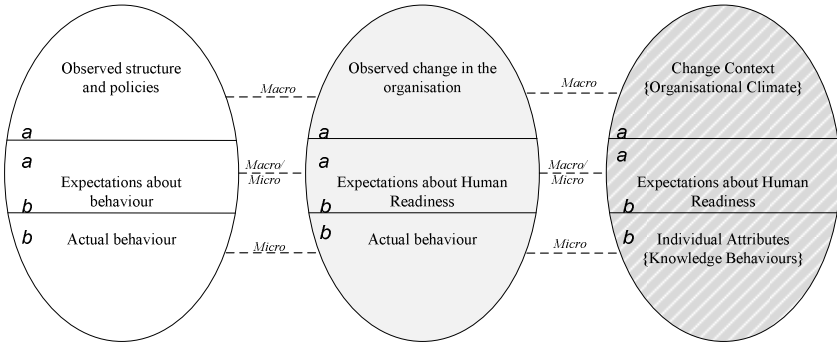 Observed structure
and policies
a
a
Expectations about
behaviour
b
b
Actual behaviour
Macro
Macro/
Micro
Micro
Observed change in the
organisation
a
a
Expectations about Human
Readiness
b
b
Actual behaviour
Macro
Macro/
Micro
Micro
Change Context
{Organisational Climate}
a
a
Expectations about Human
Readiness
b
b
Individual Attributes
{Knowledge Behaviours}